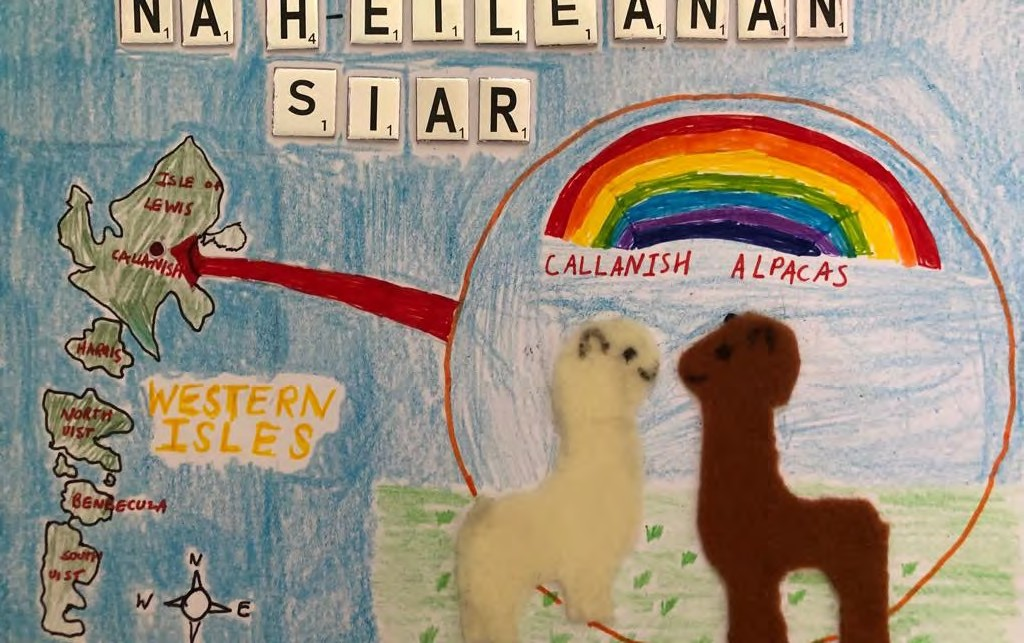 NA H-EILEANAN
SIAR
ISLE OF
LEWIS
CALLANISH
HARRIS
NORTH
UIST
BENBECULA
SOUTH
UIST
WESTERN
ISLES
CALLANISH ALPACAS
N
W E